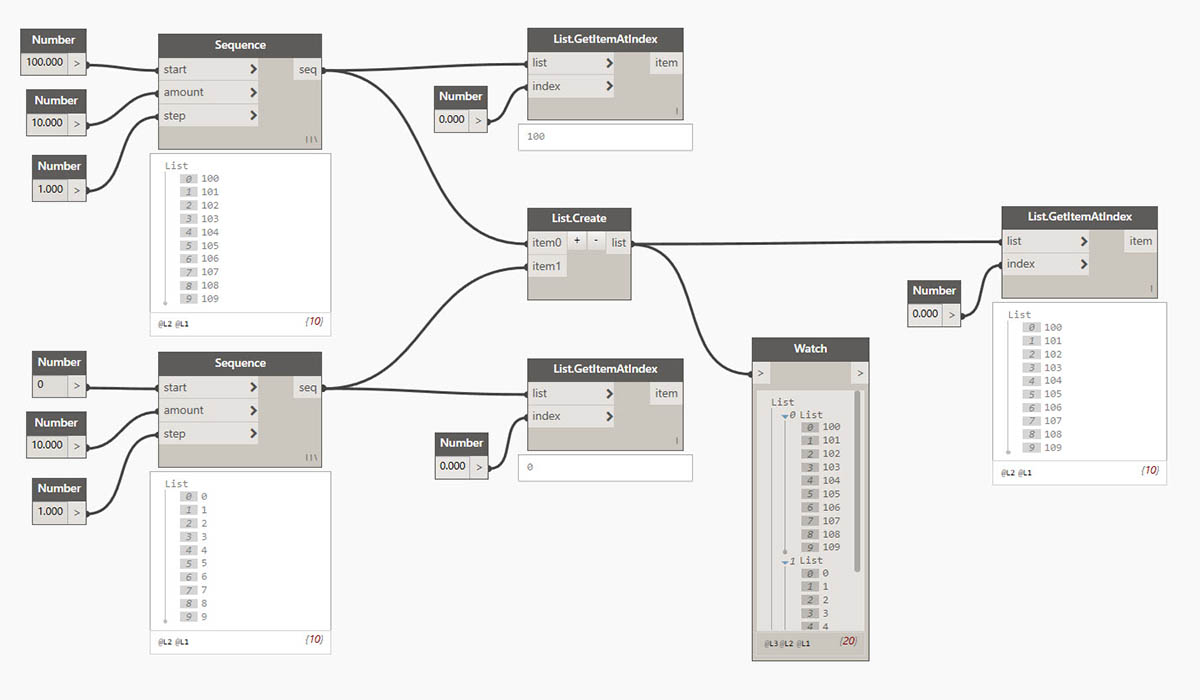 Number
100.000 >
Number
10.000 >
Number
1.000 >
Sequence
start > seq
amount >
step >
List
0 100
1 101
2 102
3 103
4 104
5 105
6 106
7 107
8 108
9 109
@L2 @L1 {10}
Number
0 >
Number
10.000 >
Number
1.000 >
Sequence
start > seq
amount >
step >
List
0 0
1 1
2 2
3 3
4 4
5 5
6 6
7 7
8 8
9 9
@L2 @L1 {10}
Number
0.000 >
List.GetItemAtIndex
list > item
index >
100
List.Create
item0 + - list
item1
Number
0.000 >
List.GetItemAtIndex
list > item
index >
0
Watch
> >
List
0 List
0 100
1 101
2 102
3 103
4 104
5 105
6 106
7 107
8 108
9 109
1 List
0 0
1 1
2 2
3 3
4 4
@L3 @L2 @L1 {20}
Number
0.000 >
List.GetItemAtIndex
list > item
index >
List
0 100
1 101
2 102
3 103
4 104
5 105
6 106
7 107
8 108
9 109
@L2 @L1 {10}